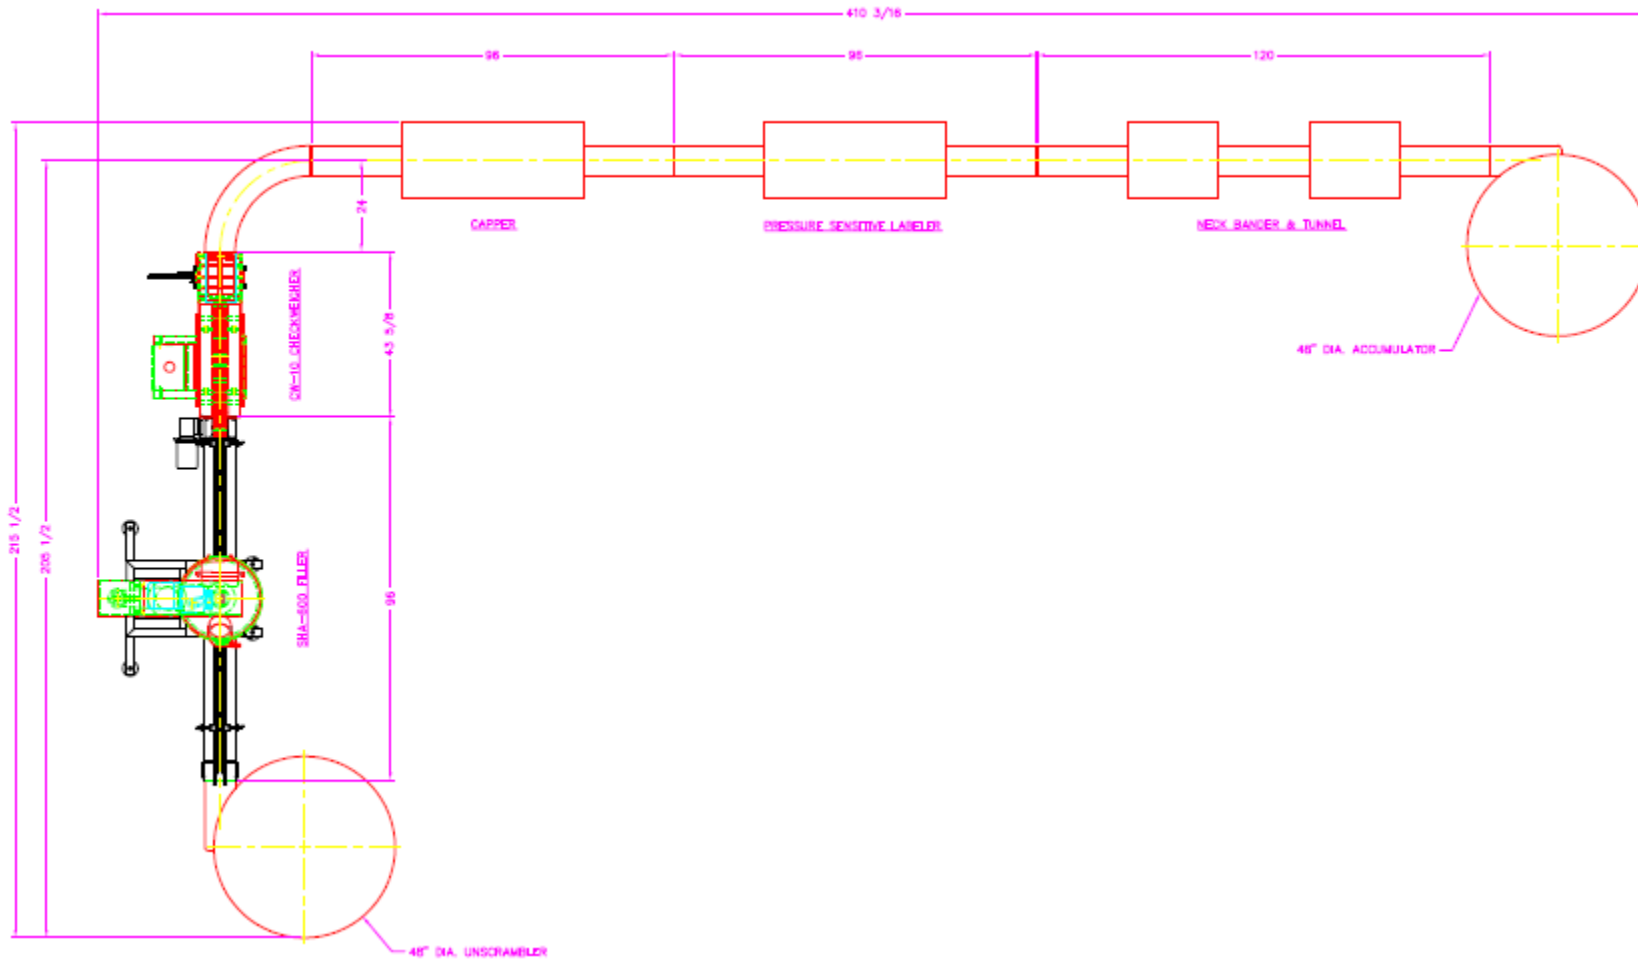 410 3/16
96
96
120
24
CAPPER
PRESSURE SENSITIVE LABELER
NECK BANDER & TUNNEL
CW-10 CHECKWEIGHER
43 5/8
48" DIA. ACCUMULATOR
215 1/2
205 1/2
SHA-600 FILLER
96
48" DIA. UNSCRAMBLER